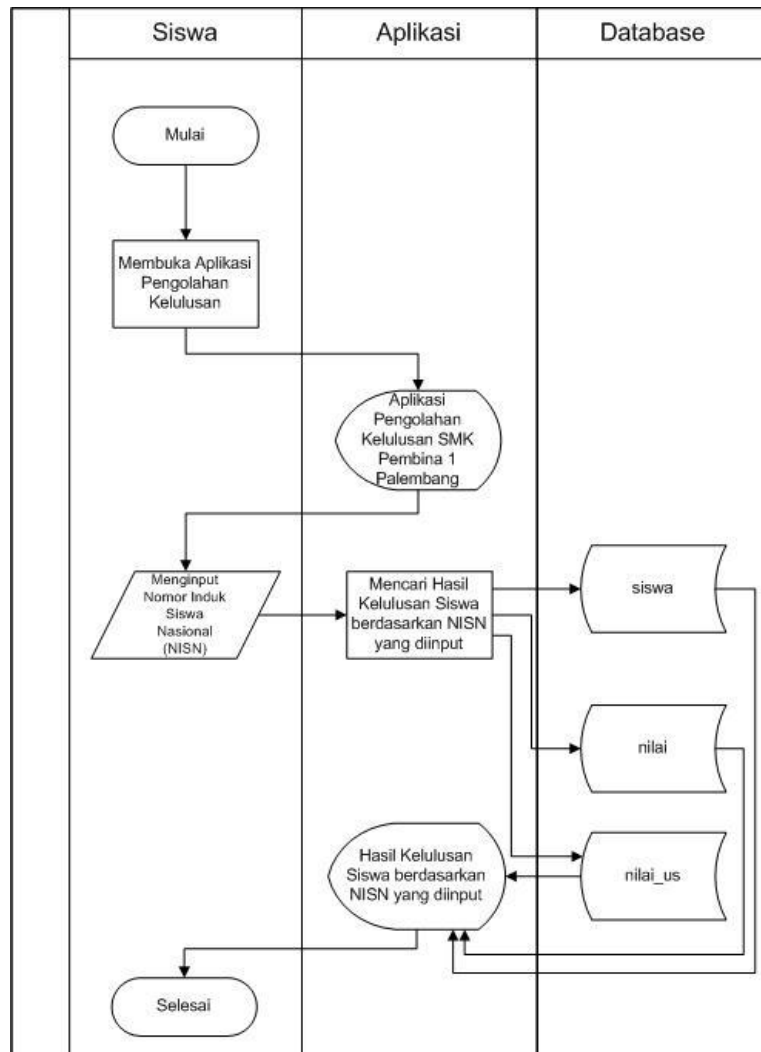 Siswa
Aplikasi
Database
Mulai
Membuka Aplikasi
Pengolahan
Kelulusan
Aplikasi
Pengolahan
Kelulusan SMK
Pembina 1
Palembang
Menginput
Nomor Induk
Siswa
Nasional
(NISN)
Mencari Hasil
Kelulusan Siswa
berdasarkan NISN
yang diinput
siswa
nilai
Hasil Kelulusan
Siswa berdasarkan
NISN yang diinput
nilai_us
Selesai